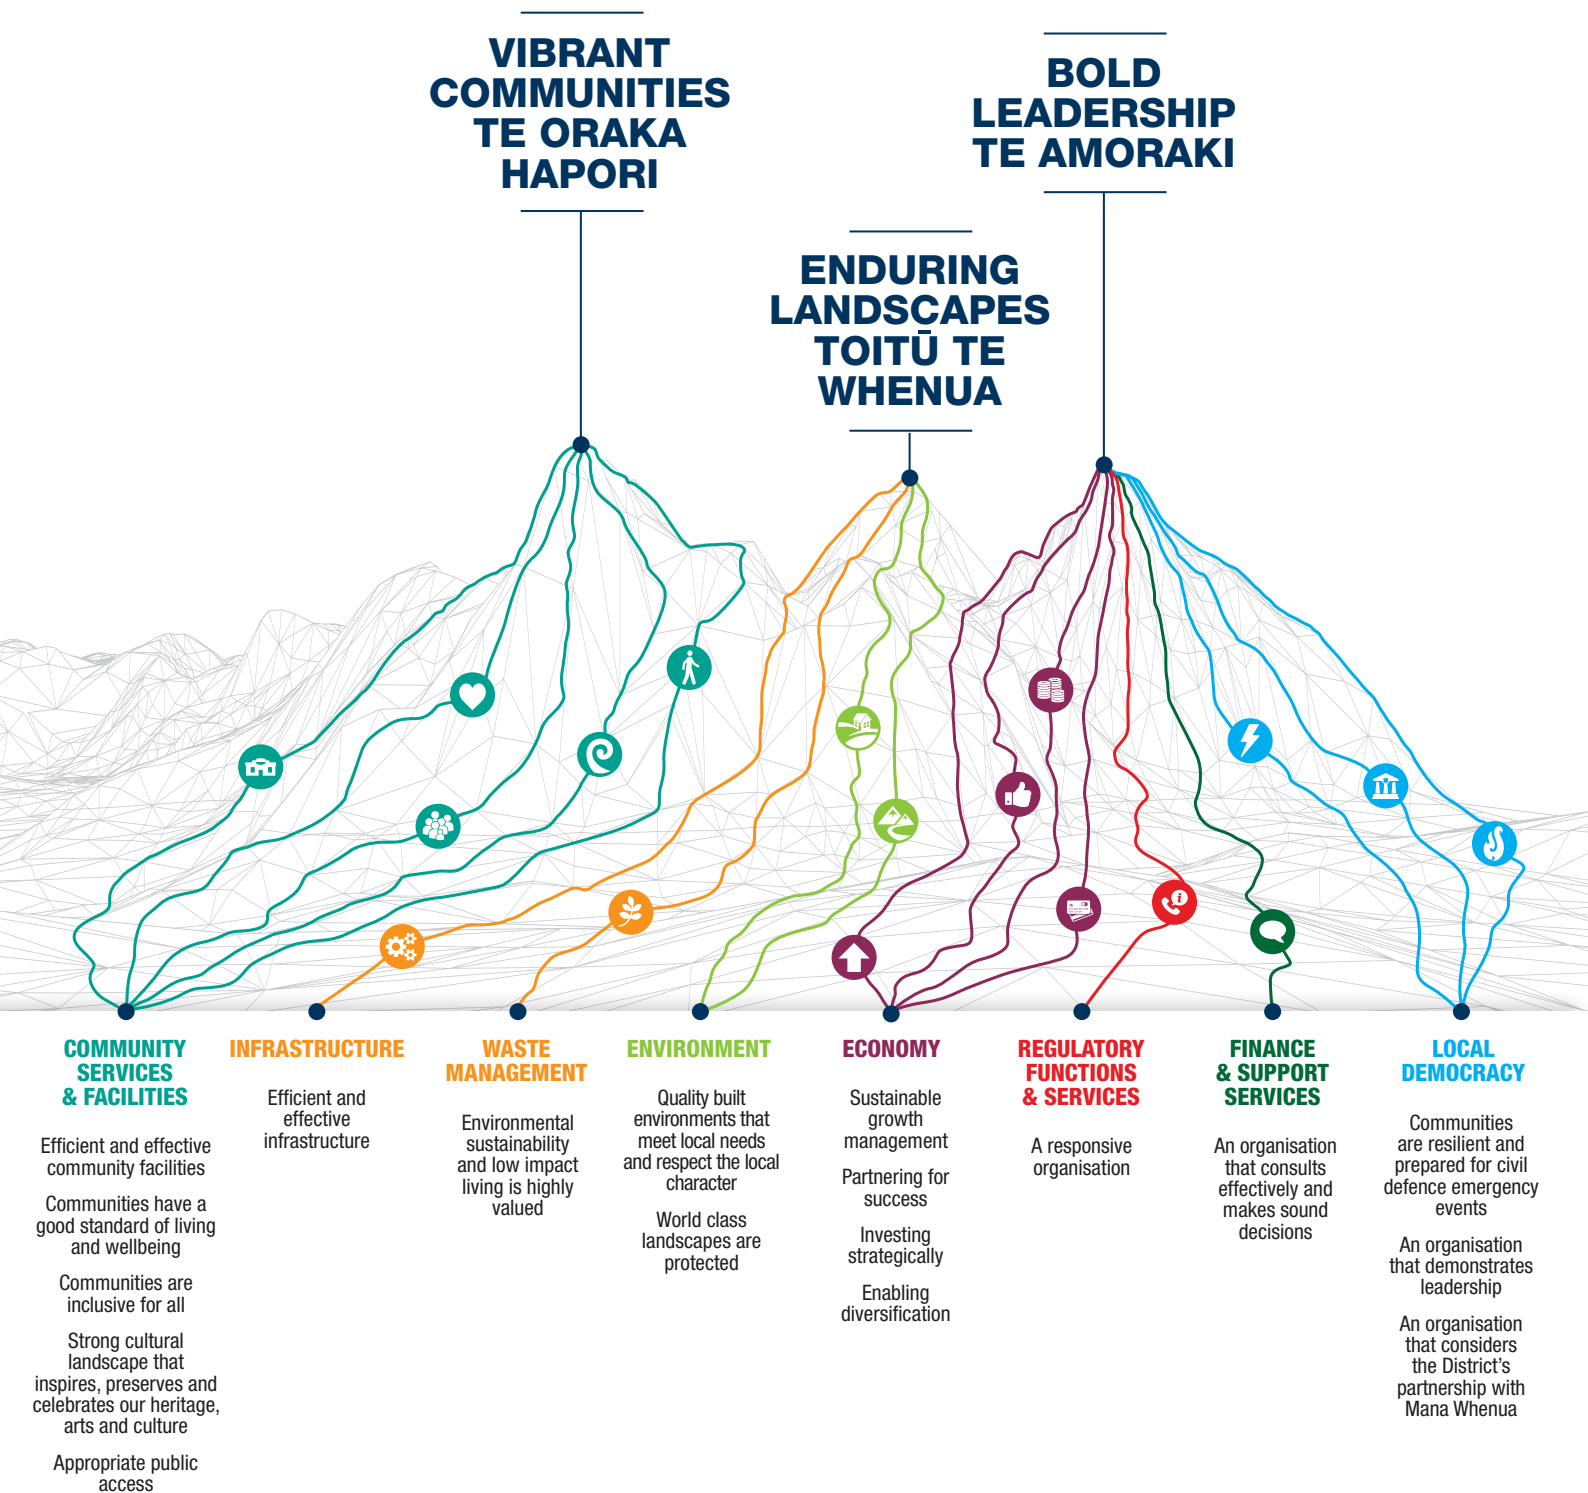 VIBRANT
COMMUNITIES
TE ORAKA
HAPORI
BOLD
LEADERSHIP
TE AMORAKI
ENDURING
LANDSCAPES
TOITŪ TE
WHENUA
COMMUNITY
SERVICES
& FACILITIES
Efficient and effective
community facilities
Communities have a
good standard of living
and wellbeing
Communities are
inclusive for all
Strong cultural
landscape that
inspires, preserves and
celebrates our heritage,
arts and culture
Appropriate public
access
INFRASTRUCTURE
Efficient and
effective
infrastructure
WASTE
MANAGEMENT
Environmental
sustainability
and low impact
living is highly
valued
ENVIRONMENT
Quality built
environments that
meet local needs
and respect the local
character
World class
landscapes are
protected
ECONOMY
Sustainable
growth
management
Partnering for
success
Investing
strategically
Enabling
diversification
REGULATORY
FUNCTIONS
& SERVICES
A responsive
organisation
FINANCE
& SUPPORT
SERVICES
An organisation
that consults
effectively and
makes sound
decisions
LOCAL
DEMOCRACY
Communities
are resilient and
prepared for civil
defence emergency
events
An organisation
that demonstrates
leadership
An organisation
that considers
the District's
partnership with
Mana Whenua